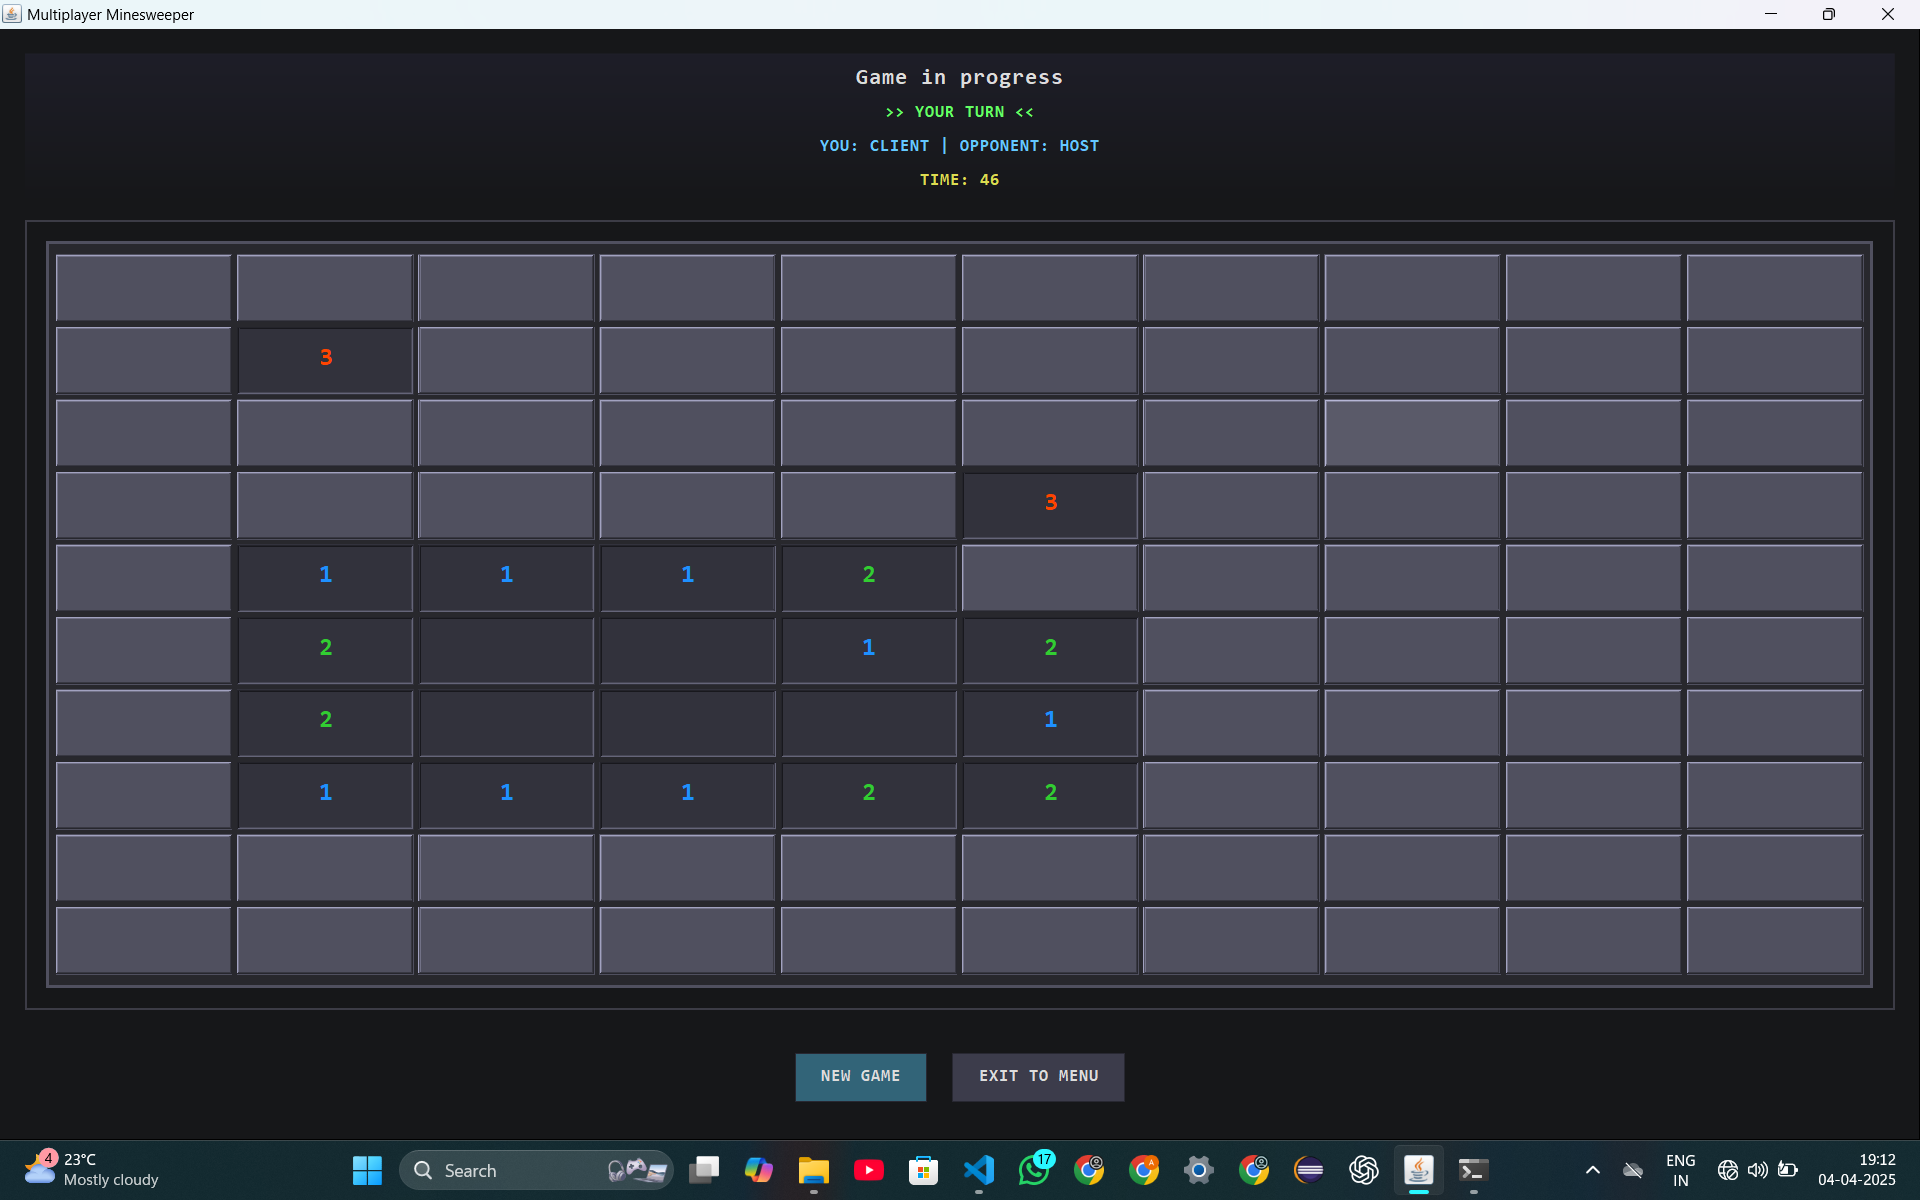 Multiplayer Minesweeper
Game in progress
>> YOUR TURN <<
YOU: CLIENT | OPPONENT: HOST
TIME: 46
3
3
1 1 1 2
2 1 2
2 1
1 1 1 2 2
NEW GAME EXIT TO MENU
4
23°C
Mostly cloudy
Search
17
A
ENG
IN
19:12
04-04-2025